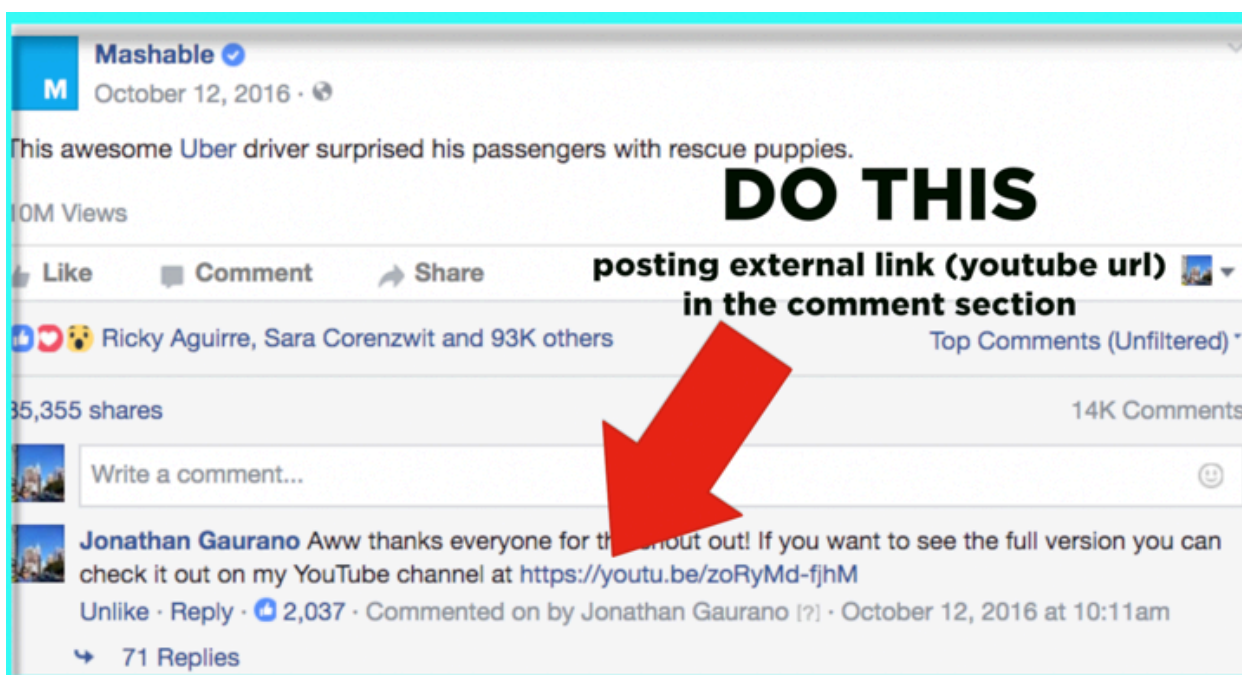 Mashable
M
October 12, 2016 ·
This awesome Uber driver surprised his passengers with rescue puppies.
10M Views
DO THIS
posting external link (youtube url)
in the comment section
Like Comment Share
Ricky Aguirre, Sara Corenzwit and 93K others
Top Comments (Unfiltered)
35,355 shares
14K Comments
Write a comment...
Jonathan Gaurano Aww thanks everyone for the shout out! If you want to see the full version you can
check it out on my YouTube channel at https://youtu.be/zoRyMd-fjhM
Unlike · Reply · 2,037 · Commented on by Jonathan Gaurano [?] · October 12, 2016 at 10:11am
71 Replies